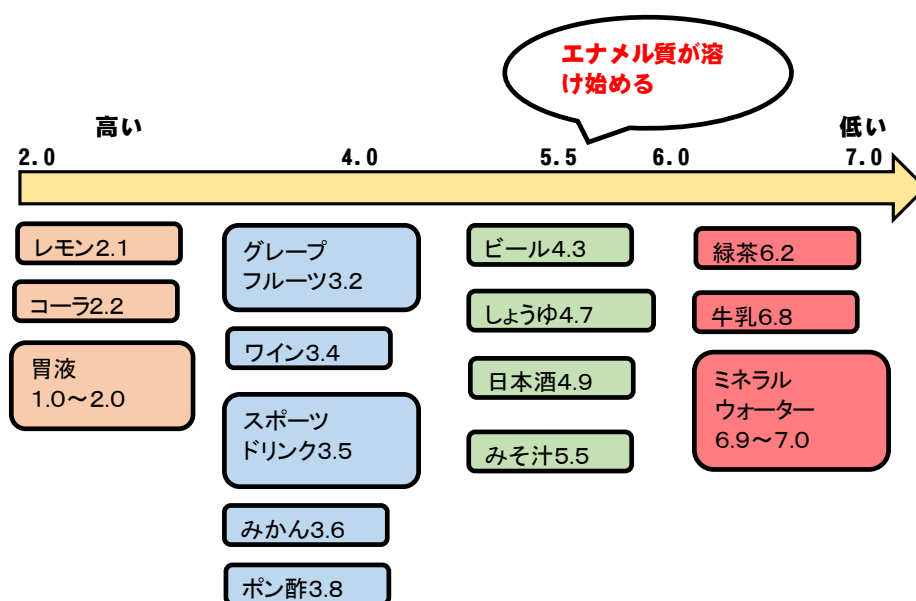 エナメル質が溶
け始める
高い
低い
2.0
4.0
5.5
6.0
7.0
レモン2.1
コーラ2.2
胃液
1.0～2.0
グレープ
フルーツ3.2
ワイン3.4
スポーツ
ドリンク3.5
みかん3.6
ポン酢3.8
ビール4.3
しょうゆ4.7
日本酒4.9
みそ汁5.5
緑茶6.2
牛乳6.8
ミネラル
ウォーター
6.9～7.0